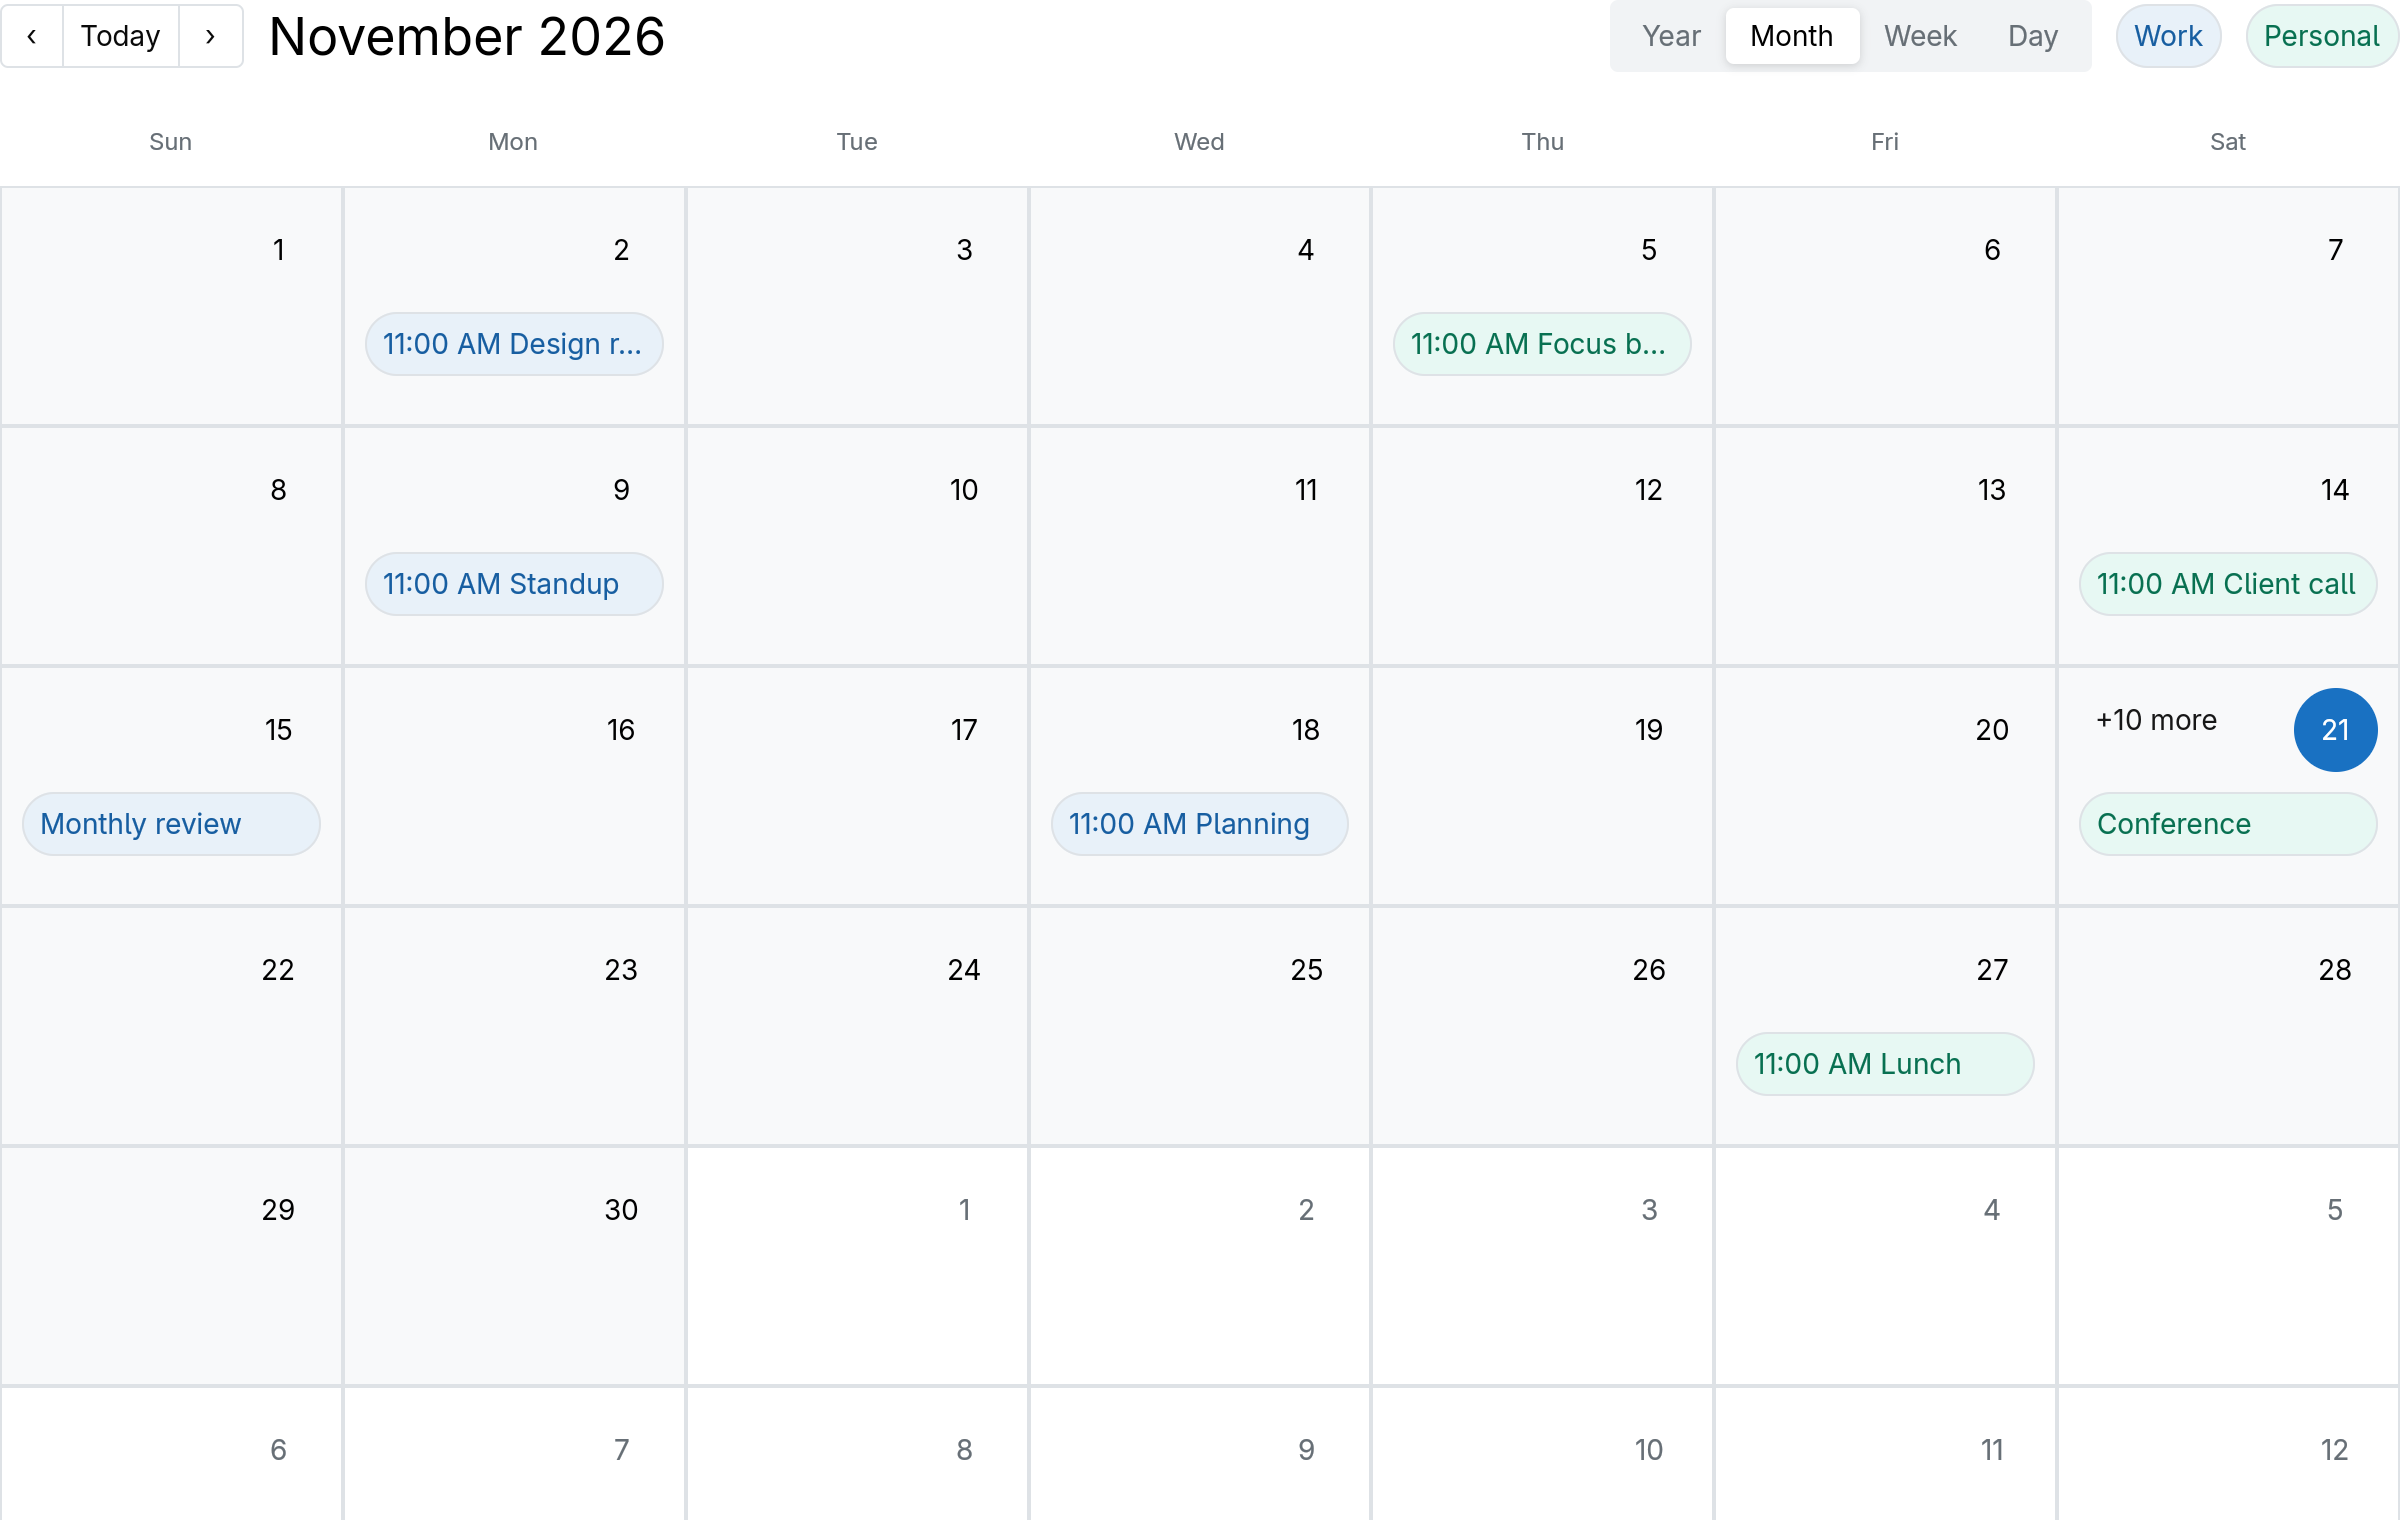 ‹ Today › November 2026 Year Month Week Day Work Personal
Sun Mon Tue Wed Thu Fri Sat
1 2 3 4 5 6 7
11:00 AM Design r... 11:00 AM Focus b...
8 9 10 11 12 13 14
11:00 AM Standup 11:00 AM Client call
15 16 17 18 19 20 +10 more 21
Monthly review 11:00 AM Planning Conference
22 23 24 25 26 27 28
11:00 AM Lunch
29 30 1 2 3 4 5
6 7 8 9 10 11 12